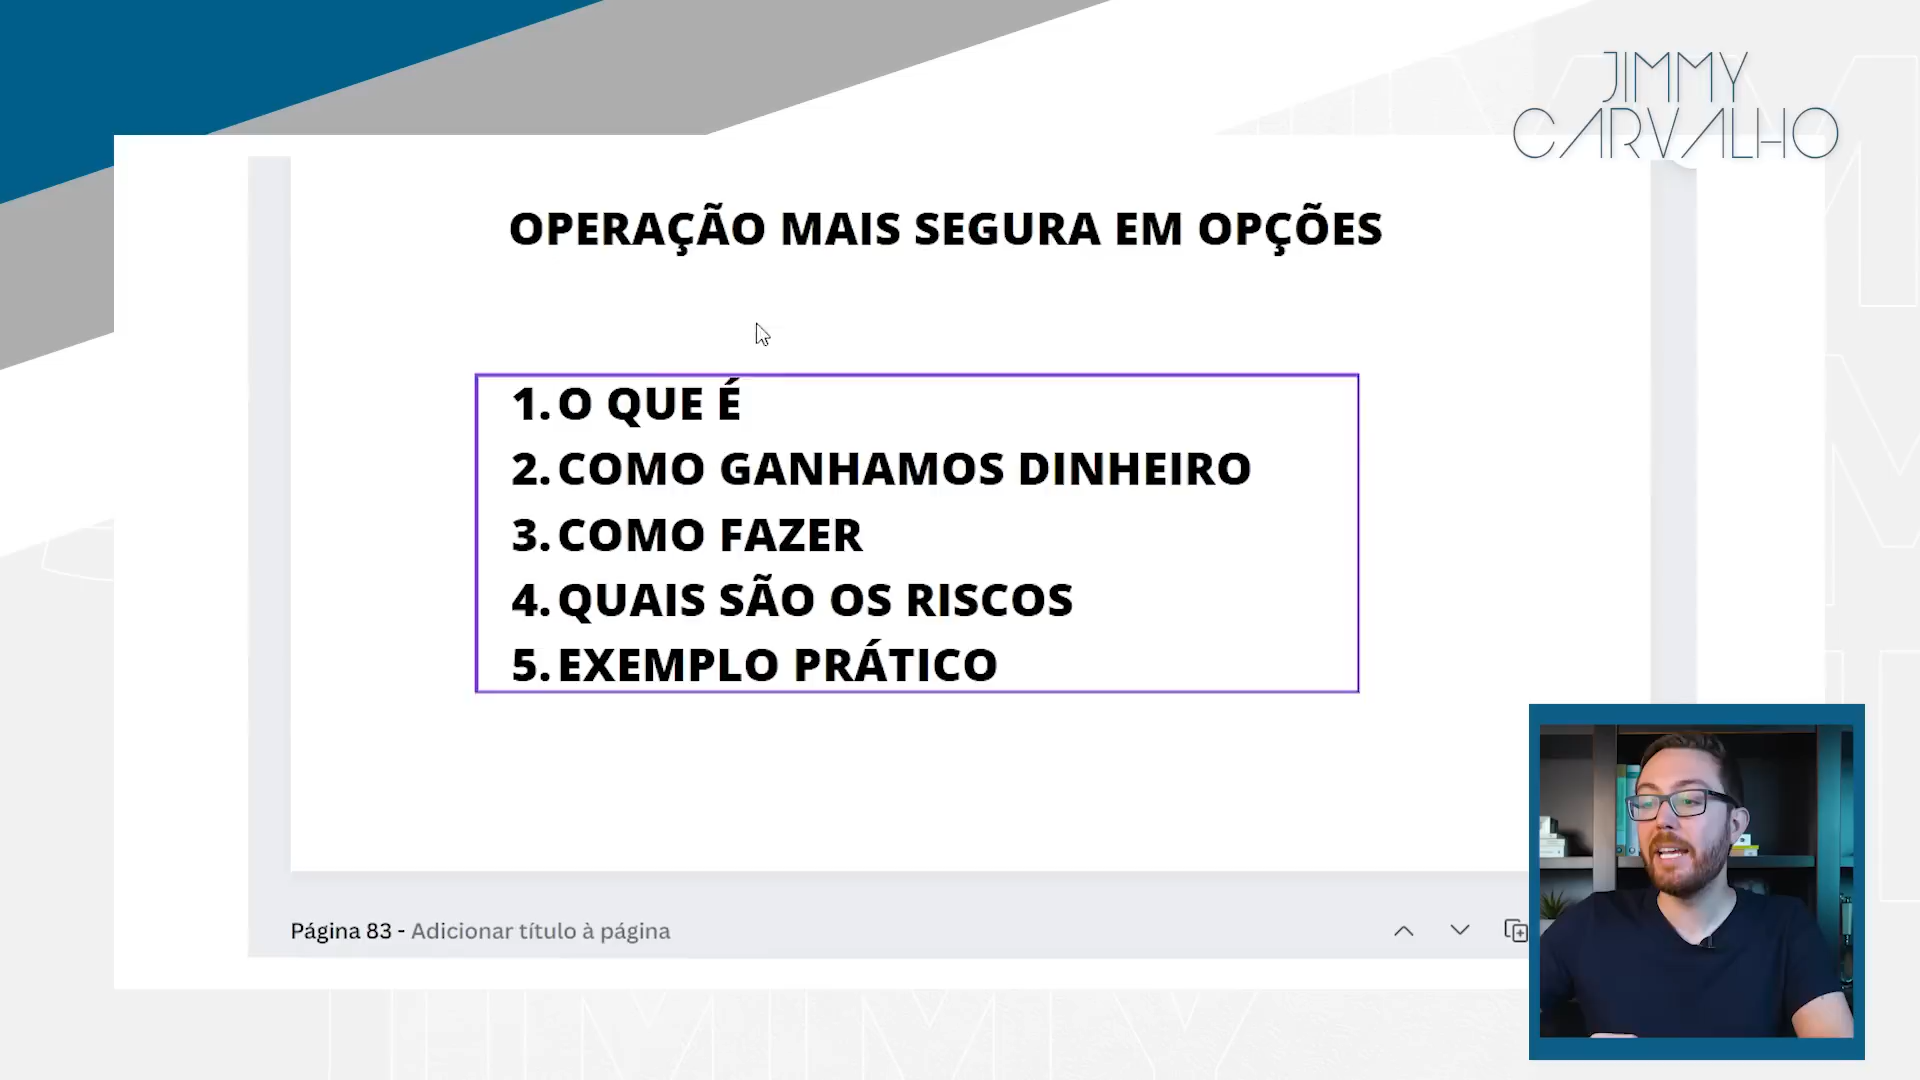 JIMMY
CARVALHO
OPERAÇÃO MAIS SEGURA EM OPÇÕES
1. O QUE É
2. COMO GANHAMOS DINHEIRO
3. COMO FAZER
4. QUAIS SÃO OS RISCOS
5. EXEMPLO PRÁTICO
Página 83 - Adicionar título à página